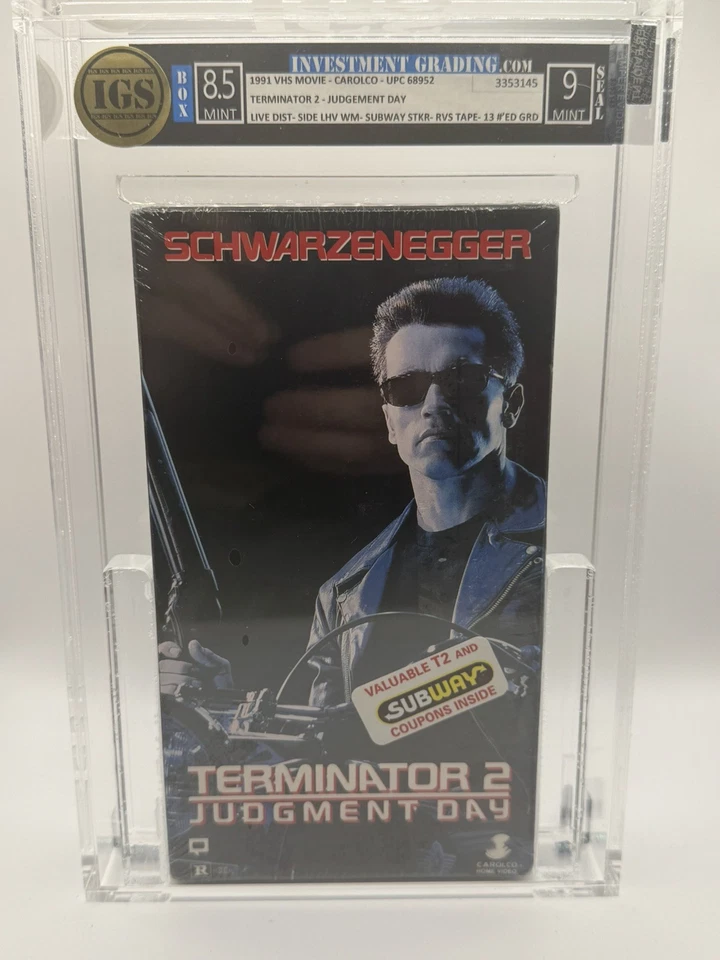 INVESTMENT GRADING.COM
IGS
BOX
8.5
MINT
1991 VHS MOVIE - CAROLCO - UPC 68952
3353145
TERMINATOR 2 - JUDGEMENT DAY
LIVE DIST- SIDE LHV WM- SUBWAY STKR- RVS TAPE- 13 #'ED GRD
9
MINT
SEAL
SCHWARZENEGGER
VALUABLE T2 AND
SUBWAY
COUPONS INSIDE
TERMINATOR 2
JUDGMENT DAY
R
CAROLCO
HOME VIDEO